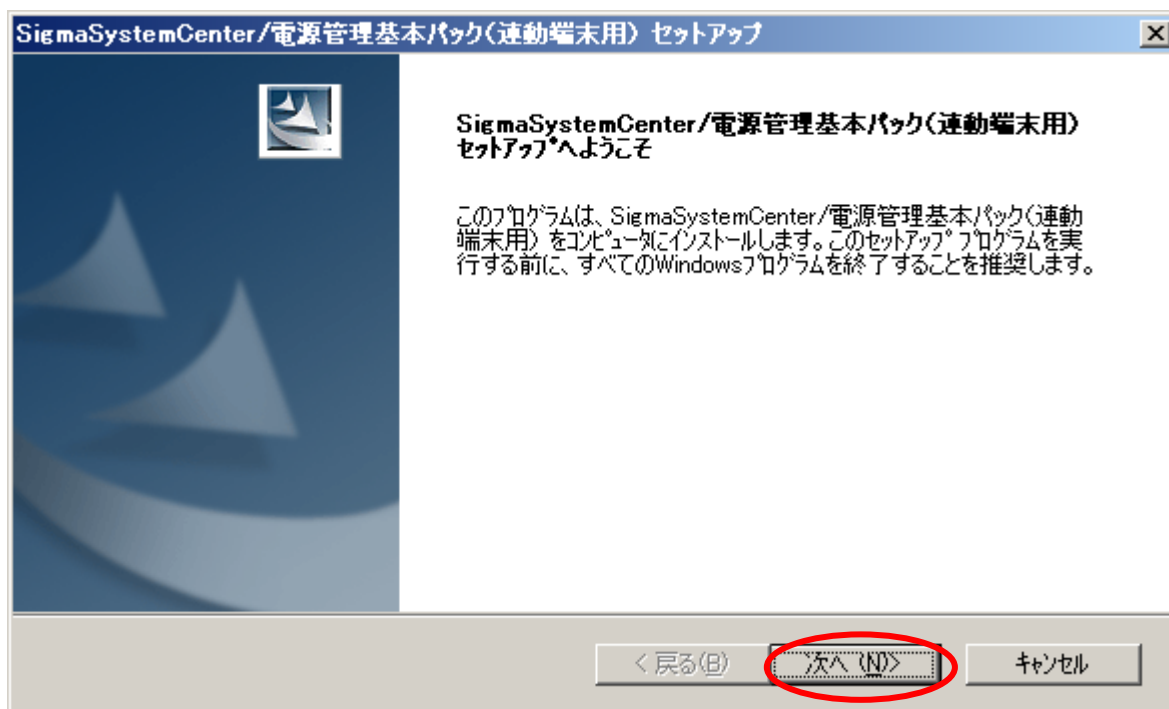 SigmaSystemCenter/電源管理基本パック(連動端末用) セットアップ
SigmaSystemCenter/電源管理基本パック(連動端末用)
セットアップへようこそ
このプログラムは、SigmaSystemCenter/電源管理基本パック(連動
端末用) をコンピュータにインストールします。このセットアップ プログラムを実
行する前に、すべてのWindowsプログラムを終了することを推奨します。
< 戻る(B)
次へ (N)>
キャンセル